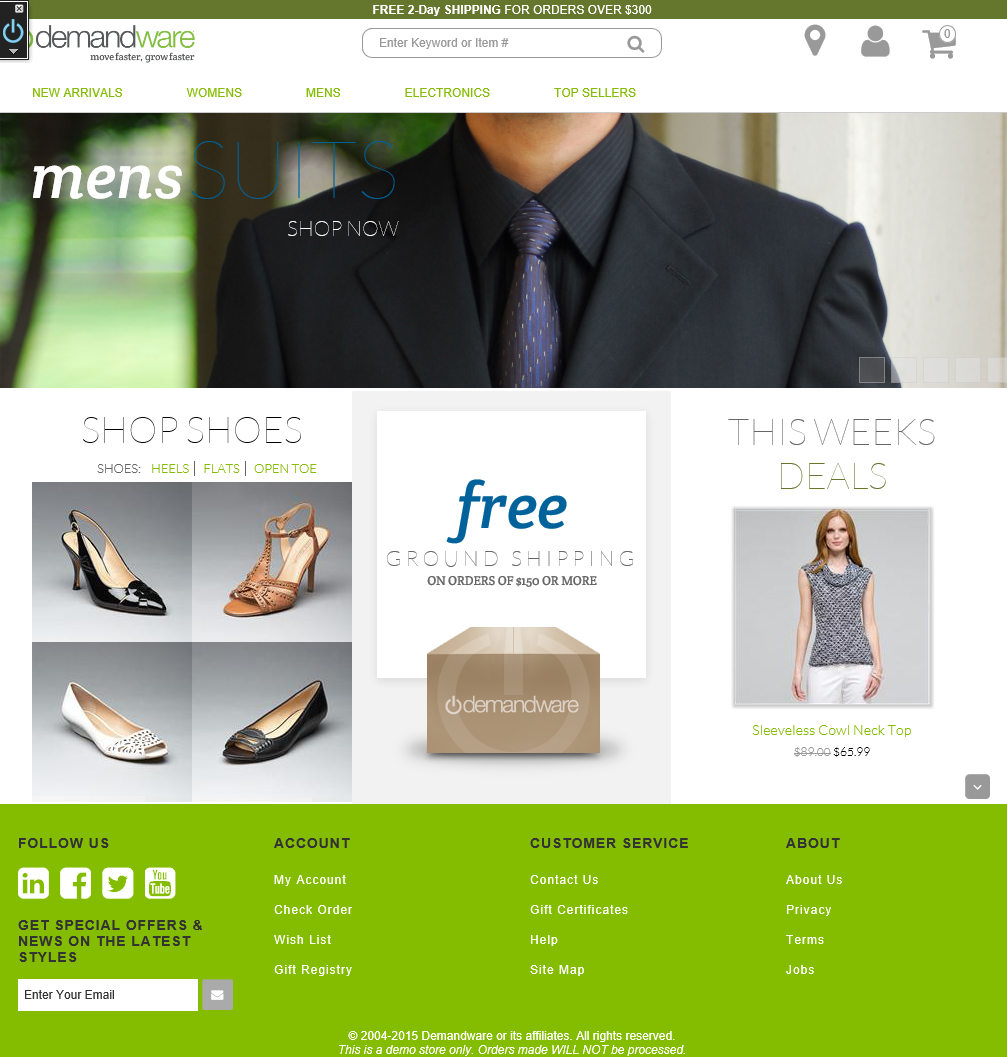 FREE 2-Day SHIPPING FOR ORDERS OVER $300
demandware
move faster, grow faster
Enter Keyword or Item #
0
NEW ARRIVALS WOMENS MENS ELECTRONICS TOP SELLERS
mens SUITS
SHOP NOW
SHOP SHOES
SHOES: HEELS | FLATS | OPEN TOE
free
GROUND SHIPPING
ON ORDERS OF $150 OR MORE
demandware
THIS WEEKS
DEALS
Sleeveless Cowl Neck Top
$89.00 $65.99
FOLLOW US
in
You
Tube
GET SPECIAL OFFERS &
NEWS ON THE LATEST
STYLES
Enter Your Email
ACCOUNT
My Account
Check Order
Wish List
Gift Registry
CUSTOMER SERVICE
Contact Us
Gift Certificates
Help
Site Map
ABOUT
About Us
Privacy
Terms
Jobs
© 2004-2015 Demandware or its affiliates. All rights reserved.
This is a demo store only. Orders made WILL NOT be processed.